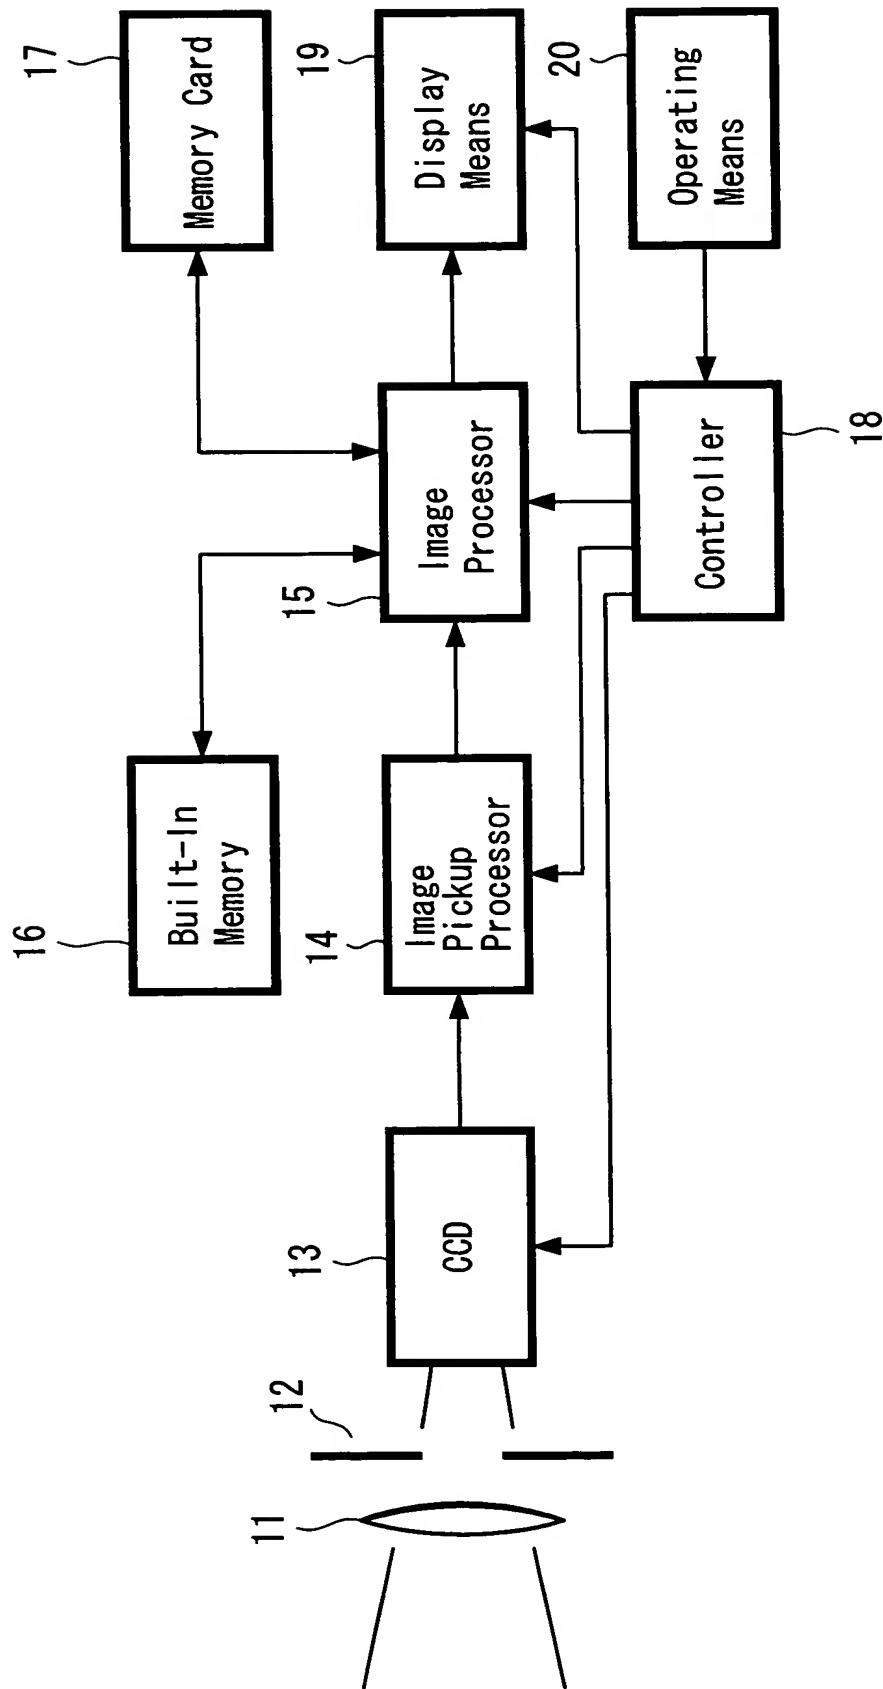 17
Memory Card
19
Display
Means
20
Operating
Means
16
Built-In
Memory
15
Image
Processor
18
Controller
14
Image
Pickup
Processor
13
CCD
12
11